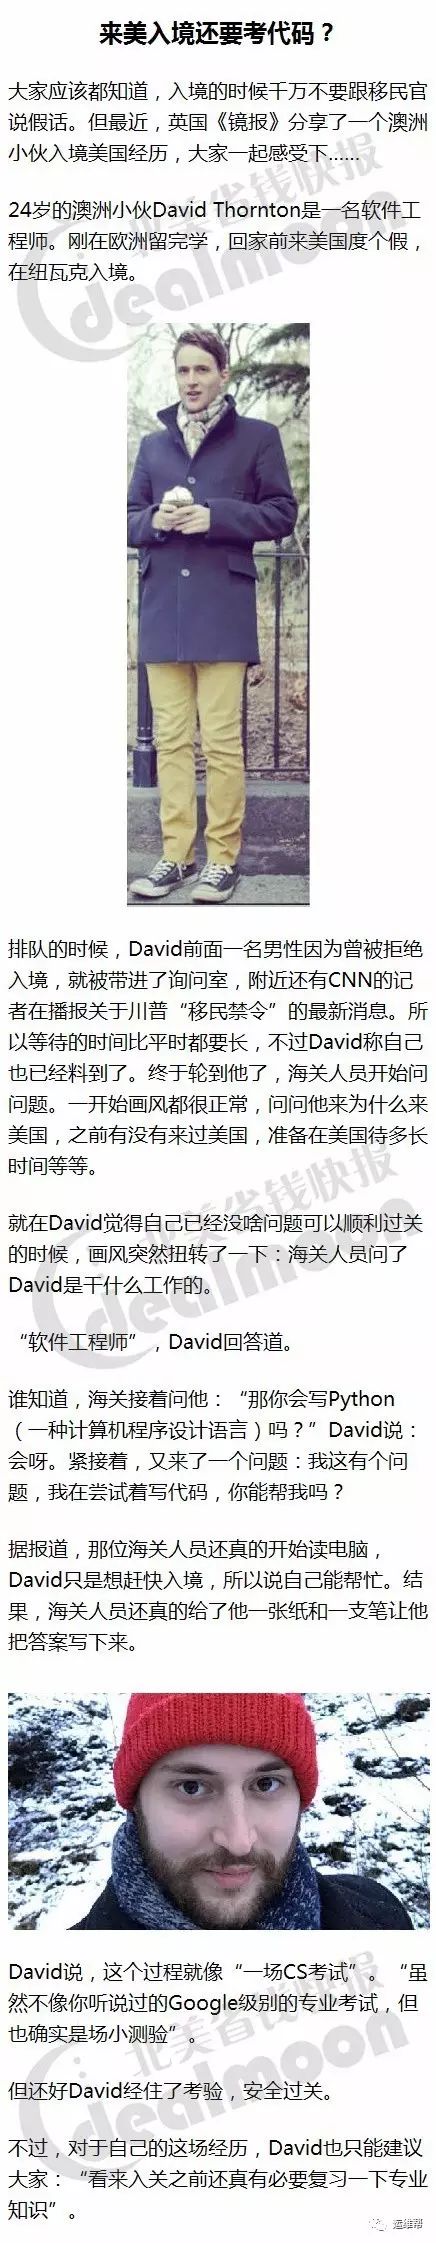 来美入境还要考代码？
大家应该都知道，入境的时候千万不要跟移民官
说假话。但最近，英国《镜报》分享了一个澳洲
小伙入境美国经历，大家一起感受下......
24岁的澳洲小伙David Thornton是一名软件工
程师。刚在欧洲留完学，回家前来美国度个假，
在纽瓦克入境。
北美省钱快报
dealmoon
排队的时候，David前面一名男性因为曾被拒绝
入境，就被带进了询问室，附近还有CNN的记
者在播报关于川普“移民禁令”的最新消息。所
以等待的时间比平时都要长，不过David称自己
也已经料到了。终于轮到他了，海关人员开始问
问题。一开始画风都很正常，问问他来为什么来
美国，之前有没有来过美国，准备在美国待多长
时间等等。
就在David觉得自己已经没啥问题可以顺利过关
的时候，画风突然扭转了一下：海关人员问了
David是干什么工作的。
北美省钱快报
dealmoon
“软件工程师”，David回答道。
谁知道，海关接着问他：“那你会写Python
（一种计算机程序设计语言）吗？”David说：
会呀。紧接着，又来了一个问题：我这有个问
题，我在尝试着写代码，你能帮我吗？
据报道，那位海关人员还真的开始读电脑，
David只是想赶快入境，所以说自己能帮忙。结
果，海关人员还真的给了他一张纸和一支笔让他
把答案写下来。
David说，这个过程就像“一场CS考试”。“虽
然不像你听说过的Google级别的专业考试，但
也确实是场小测验”。
北美省钱快报
dealmoon
但还好David经住了考验，安全过关。
不过，对于自己的这场经历，David也只能建议
大家：“看来入关之前还真有必要复习一下专业
知识”。
运维帮